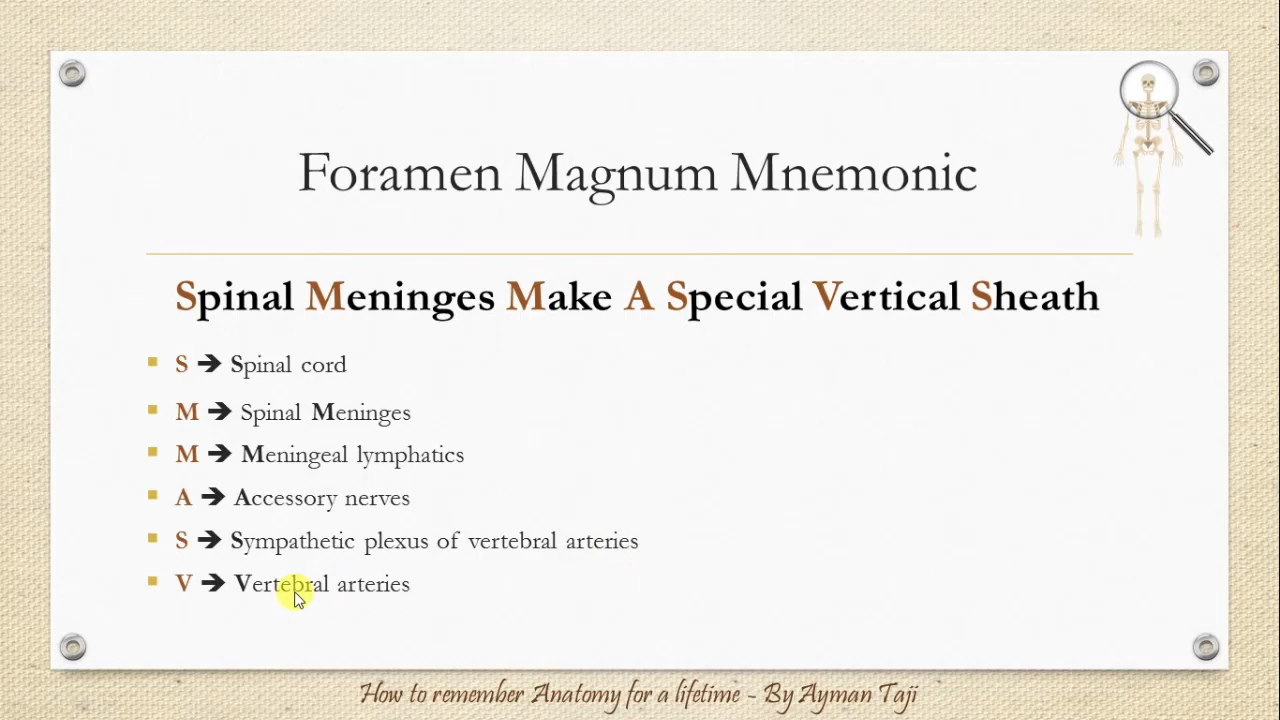 Foramen Magnum Mnemonic
Spinal Meninges Make A Special Vertical Sheath
S ➔ Spinal cord
M ➔ Spinal Meninges
M ➔ Meningeal lymphatics
A ➔ Accessory nerves
S ➔ Sympathetic plexus of vertebral arteries
V ➔ Vertebral arteries
How to remember Anatomy for a lifetime - By Ayman Taji